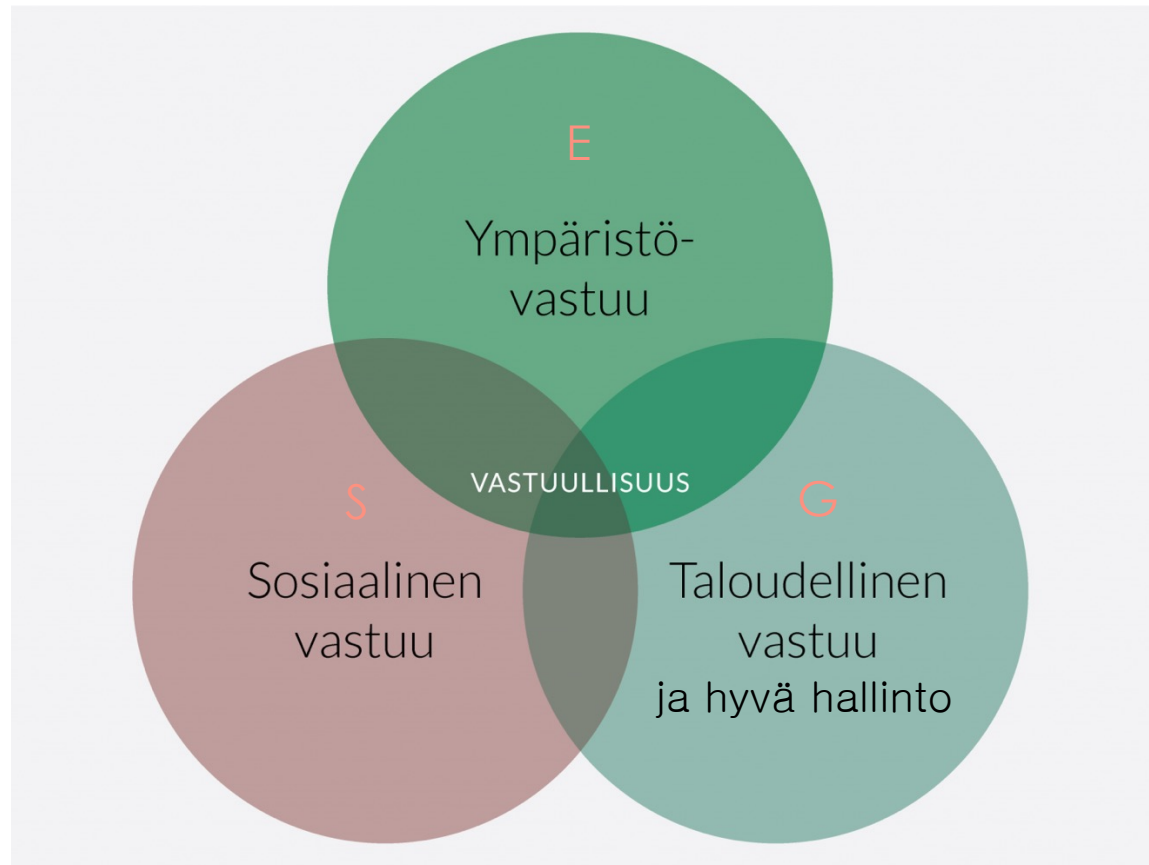 E
Ympäristö-
vastuu
VASTUULLISUUS
S
Sosiaalinen
vastuu
G
Taloudellinen
vastuu
ja hyvä hallinto